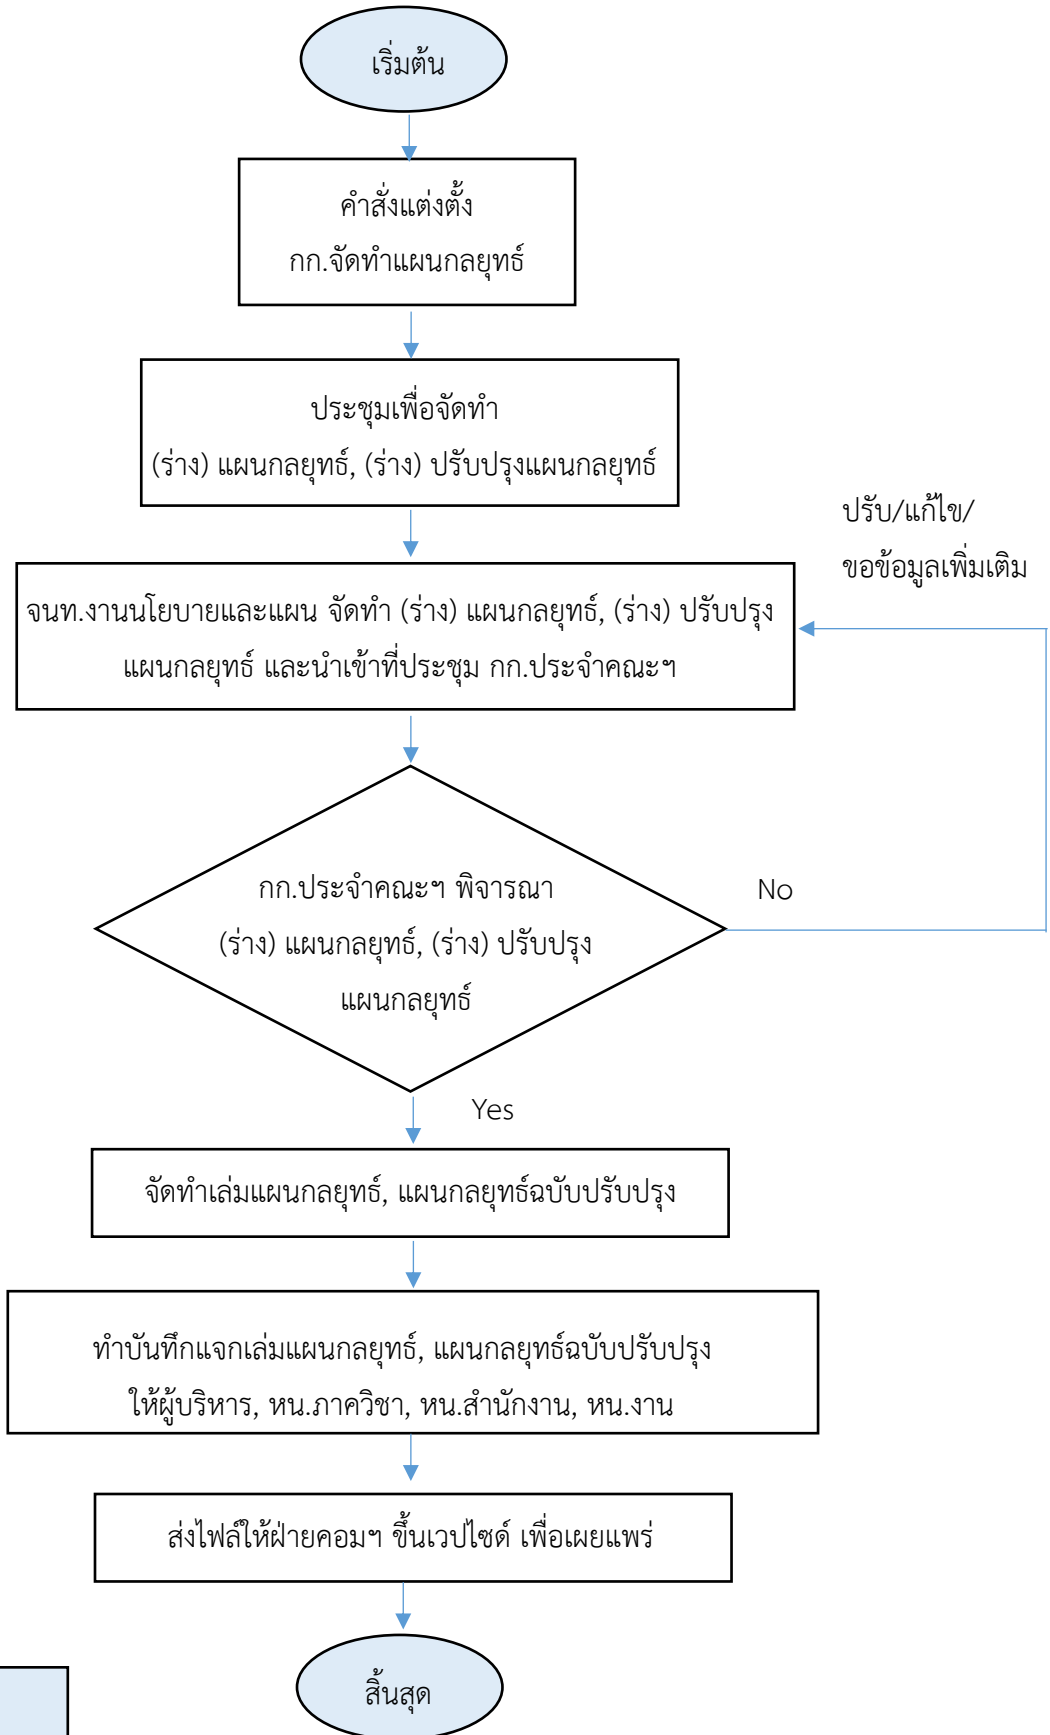 เริ่มต้น
คำสั่งแต่งตั้ง
กก.จัดทำแผนกลยุทธ์
ประชุมเพื่อจัดทำ
(ร่าง) แผนกลยุทธ์, (ร่าง) ปรับปรุงแผนกลยุทธ์
ปรับ/แก้ไข/
ขอข้อมูลเพิ่มเติม
จนท.งานนโยบายและแผน จัดทำ (ร่าง) แผนกลยุทธ์, (ร่าง) ปรับปรุง
แผนกลยุทธ์ และนำเข้าที่ประชุม กก.ประจำคณะฯ
กก.ประจำคณะฯ พิจารณา
(ร่าง) แผนกลยุทธ์, (ร่าง) ปรับปรุง
แผนกลยุทธ์
No
Yes
จัดทำเล่มแผนกลยุทธ์, แผนกลยุทธ์ฉบับปรับปรุง
ทำบันทึกแจกเล่มแผนกลยุทธ์, แผนกลยุทธ์ฉบับปรับปรุง
ให้ผู้บริหาร, หน.ภาควิชา, หน.สำนักงาน, หน.งาน
ส่งไฟล์ให้ฝ่ายคอมฯ ขึ้นเวปไซด์ เพื่อเผยแพร่
สิ้นสุด